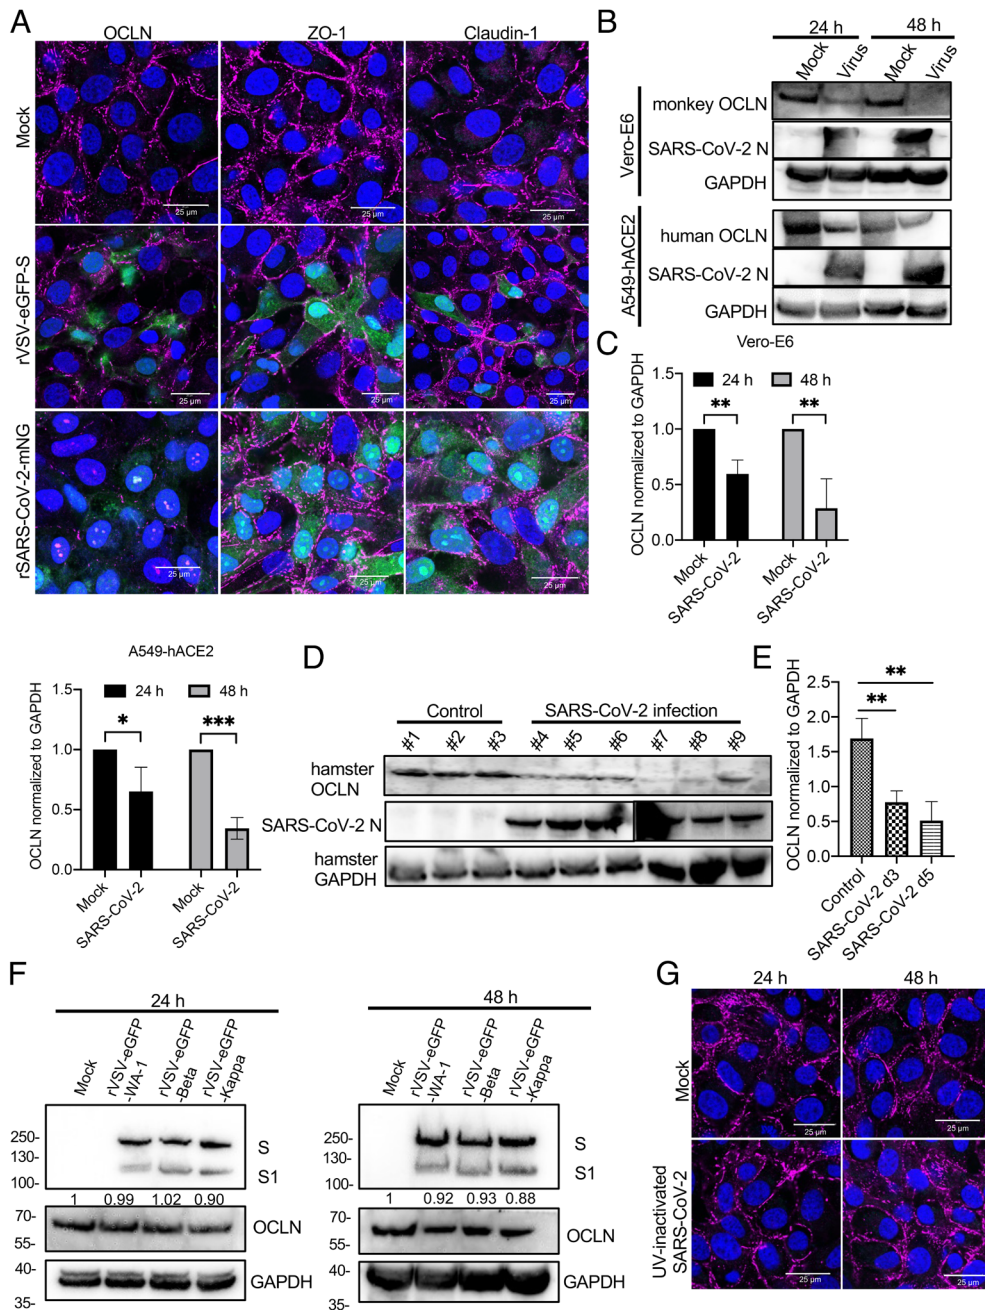 A
OCLN ZO-1 Claudin-1
Mock
25 µm 25 µm 25 µm
rVSV-eGFP-S
25 µm 25 µm 25 µm
rSARS-CoV-2-mNG
25 µm 25 µm 25 µm
B
24 h 48 h
Mock Virus Mock Virus
Vero-E6
monkey OCLN
SARS-CoV-2 N
GAPDH
A549-hACE2
human OCLN
SARS-CoV-2 N
GAPDH
C
Vero-E6
OCLN normalized to GAPDH
24 h 48 h
1.5
1.0
0.5
0.0
** **
Mock SARS-CoV-2 Mock SARS-CoV-2
A549-hACE2
OCLN normalized to GAPDH
24 h 48 h
1.5
1.0
0.5
0.0
* ***
Mock SARS-CoV-2 Mock SARS-CoV-2
D
Control SARS-CoV-2 infection
#1 #2 #3 #4 #5 #6 #7 #8 #9
hamster
OCLN
SARS-CoV-2 N
hamster
GAPDH
E
OCLN normalized to GAPDH
2.5
2.0
1.5
1.0
0.5
0.0
**
**
Control SARS-CoV-2 d3 SARS-CoV-2 d5
F
24 h
Mock rVSV-eGFP-WA-1 rVSV-eGFP-Beta rVSV-eGFP-Kappa
250- S
130-
100- S1
1 0.99 1.02 0.90
70-
OCLN
55-
40-
GAPDH
35-
48 h
Mock rVSV-eGFP-WA-1 rVSV-eGFP-Beta rVSV-eGFP-Kappa
250- S
130-
100- S1
1 0.92 0.93 0.88
70-
OCLN
55-
40-
GAPDH
35-
G
24 h 48 h
Mock
25 µm 25 µm
UV-inactivated
SARS-CoV-2
25 µm 25 µm